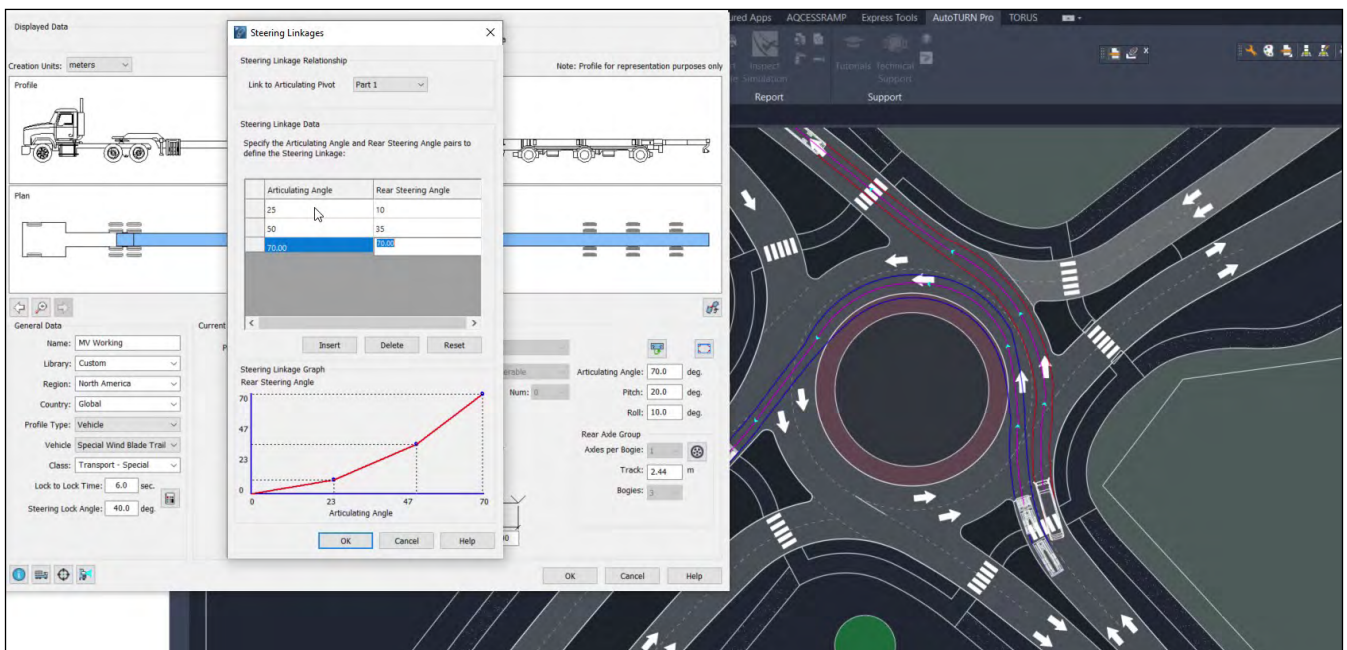 Displayed Data
Creation Units: meters
Note: Profile for representation purposes only
Profile
Plan
General Data
Name: MV Working
Library: Custom
Region: North America
Country: Global
Profile Type: Vehicle
Vehicle Special Wind Blade Trail
Class: Transport - Special
Lock to Lock Time: 6.0 sec.
Steering Lock Angle: 40.0 deg.
Current
Steering Linkages
Steering Linkage Relationship
Link to Articulating Pivot Part 1
Steering Linkage Data
Specify the Articulating Angle and Rear Steering Angle pairs to
define the Steering Linkage:
Articulating Angle Rear Steering Angle
25 10
50 35
70.00 70.00
Insert Delete Reset
Steering Linkage Graph
Rear Steering Angle
70
47
23
0
0 23 47 70
Articulating Angle
OK Cancel Help
Num: 0
Articulating Angle: 70.0 deg.
Pitch: 20.0 deg.
Roll: 10.0 deg.
Rear Axle Group
Axles per Bogie: 1
Track: 2.44 m
Bogies: 3
OK Cancel Help
Apps AQCESSRAMP Express Tools AutoTURN Pro TORUS
Inspect
Simulation
Tutorials Technical
Support
Report Support